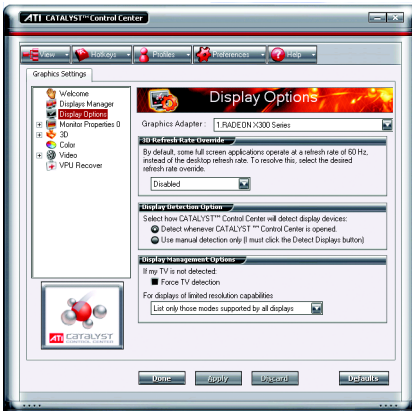 ATI CATALYST™ Control Center
View
Hotkeys
Profiles
Preferences
Help
Graphics Settings
Welcome
Displays Manager
Display Options
Monitor Properties 0
3D
Color
Video
VPU Recover
ATI CATALYST
CONTROL CENTER
Display Options
Graphics Adapter :
1.RADEON X300 Series
3D Refresh Rate Override
By default, some full screen applications operate at a refresh rate of 60 Hz,
instead of the desktop refresh rate. To resolve this, select the desired
refresh rate override.
Disabled
Display Detection Option
Select how CATALYST™ Control Center will detect display devices:
Detect whenever CATALYST ™ Control Center is opened.
Use manual detection only (I must click the Detect Displays button)
Display Management Options
If my TV is not detected:
Force TV detection
For displays of limited resolution capabilities
List only those modes supported by all displays
Done
Apply
Discard
Defaults